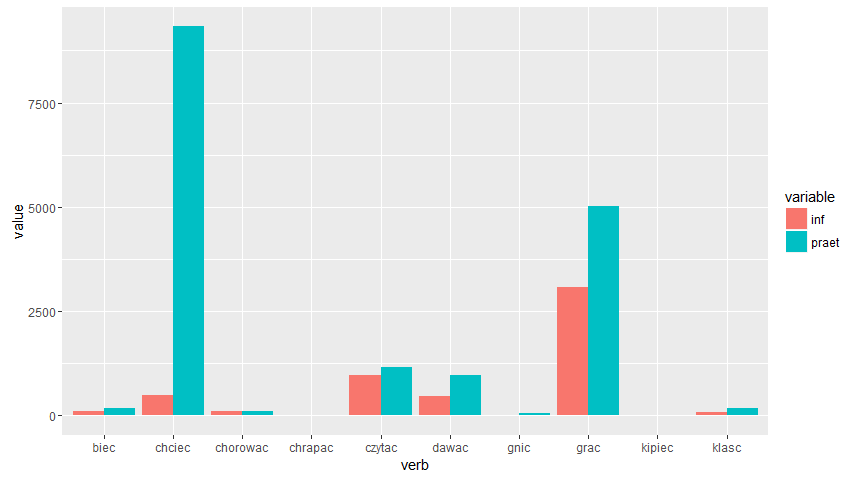 value
7500
5000
2500
0
biec chciec chorowac chrapac czytac dawac gnic grac kipiec klasc
verb
variable
inf
praet